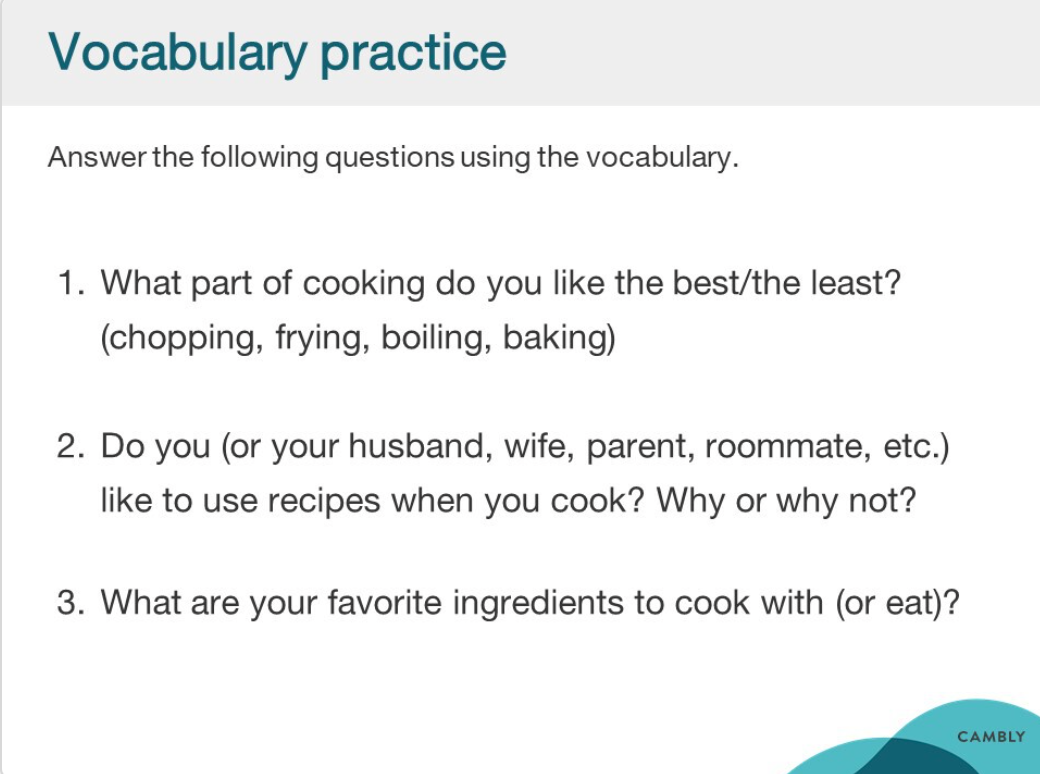 Vocabulary practice
Answer the following questions using the vocabulary.
1. What part of cooking do you like the best/the least?
(chopping, frying, boiling, baking)
2. Do you (or your husband, wife, parent, roommate, etc.)
like to use recipes when you cook? Why or why not?
3. What are your favorite ingredients to cook with (or eat)?
CAMBLY